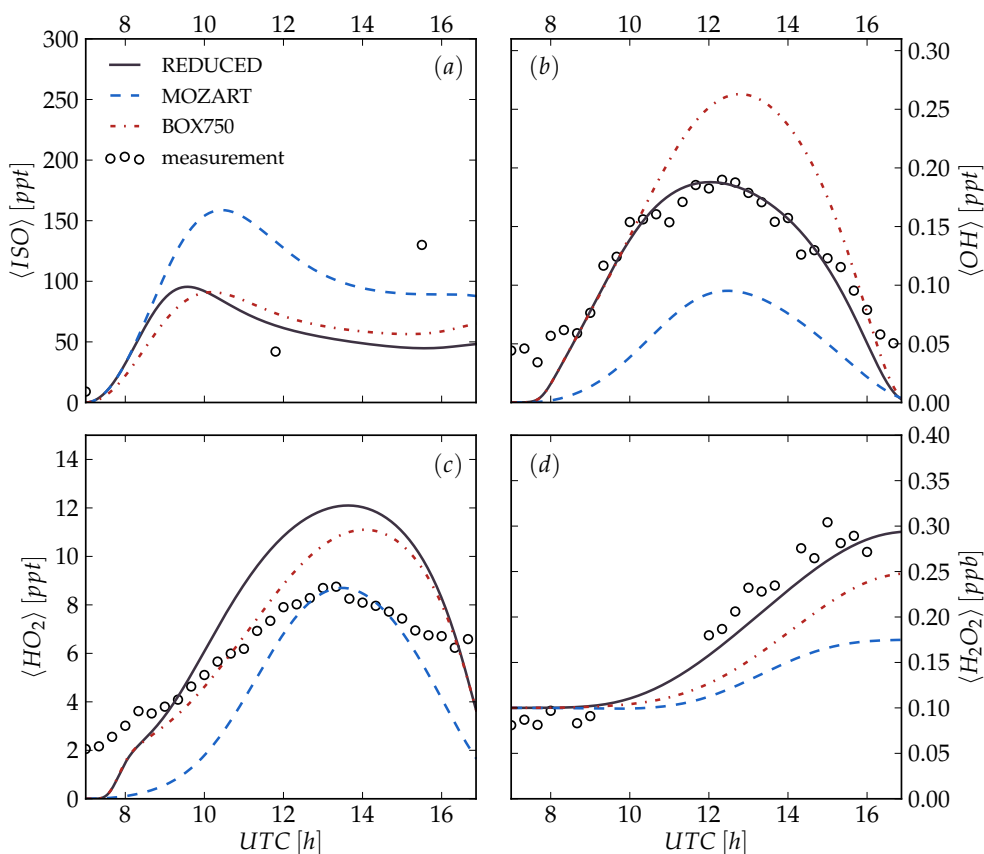 8 10 12 14 16
8 10 12 14 16
300
250
200
150
100
50
0
⟨ISO⟩ [ppt]
REDUCED
MOZART
BOX750
measurement
(a)
(b)
0.30
0.25
0.20
0.15
0.10
0.05
0.00
⟨OH⟩ [ppt]
14
12
10
8
6
4
2
0
⟨HO₂⟩ [ppt]
(c)
8 10 12 14 16
UTC [h]
(d)
0.40
0.35
0.30
0.25
0.20
0.15
0.10
0.05
0.00
⟨H₂O₂⟩ [ppb]
8 10 12 14 16
UTC [h]